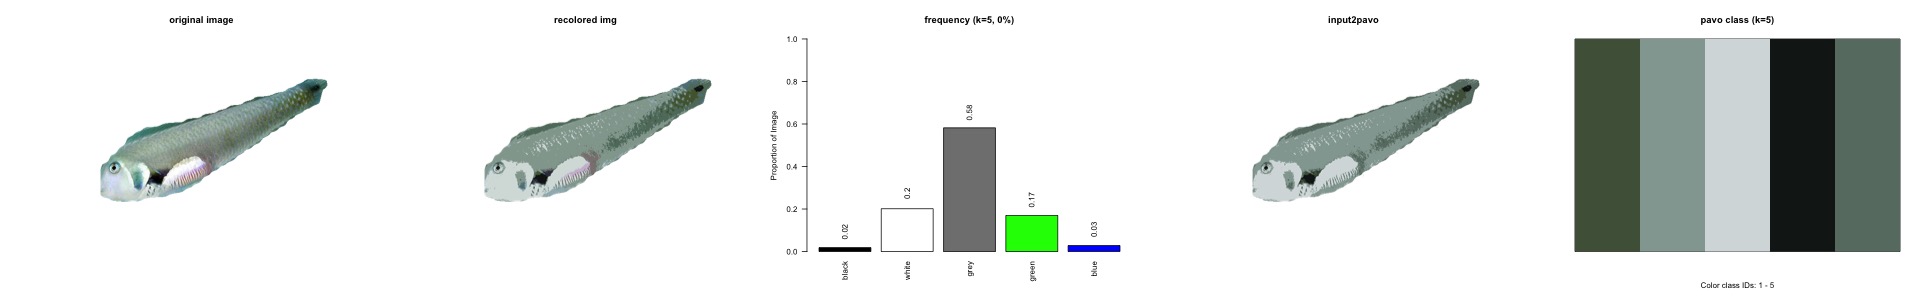 original image
recolored img
frequency (k=5, 0%)
input2pavo
pavo class (k=5)
Proportion of Image
1.0
0.8
0.6
0.4
0.2
0.0
0.02
0.2
0.58
0.17
0.03
black
white
grey
green
blue
Color class IDs: 1 - 5